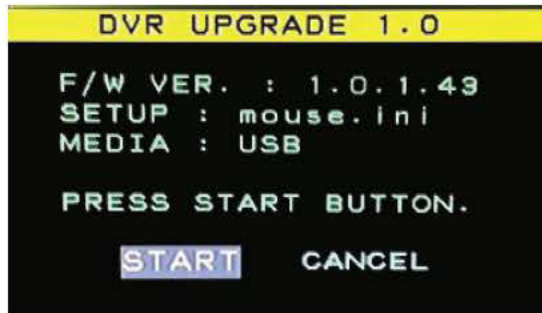 DVR UPGRADE 1.0
F/W VER. : 1.0.1.43
SETUP : mouse.ini
MEDIA : USB
PRESS START BUTTON.
START CANCEL